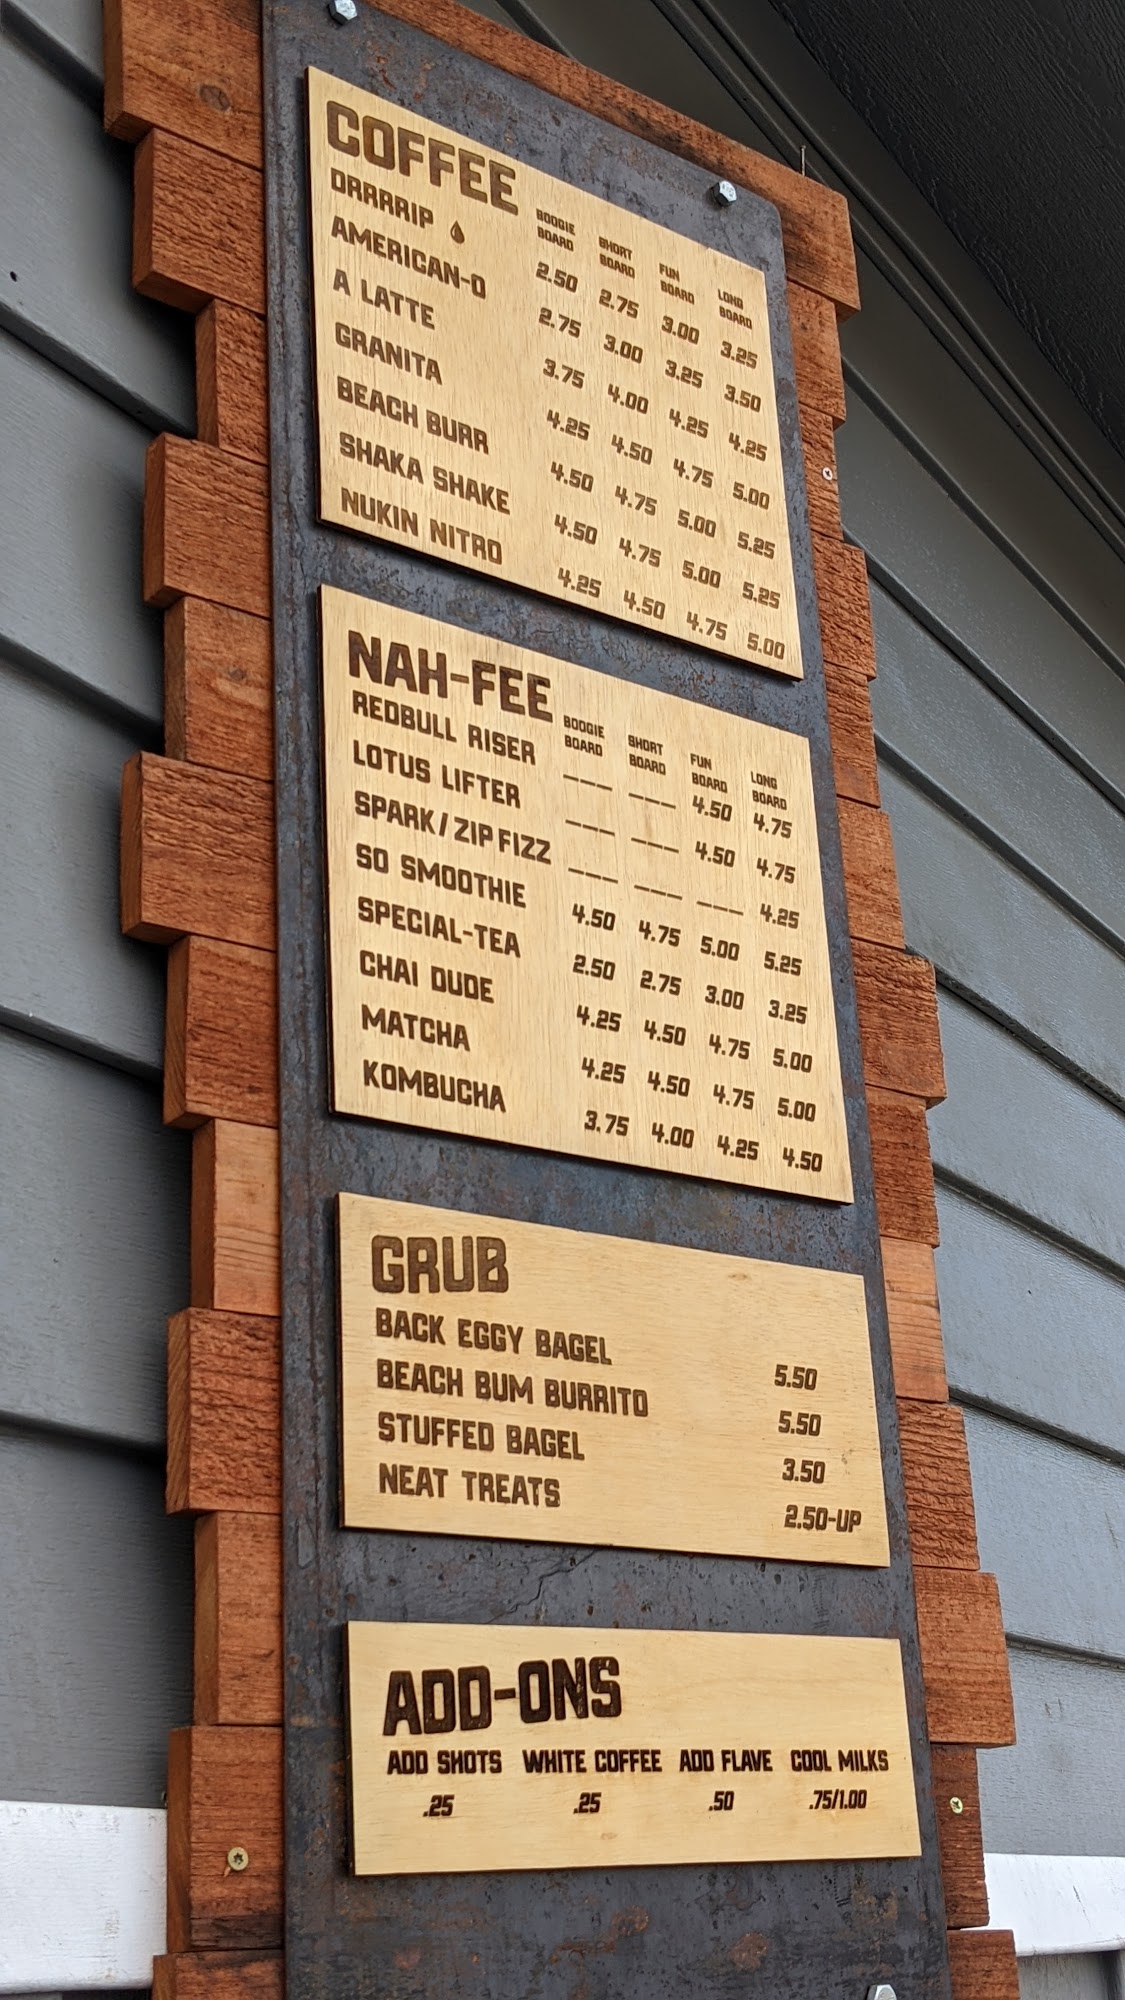 COFFEE BOOGIE BOARD SHORT BOARD FUN BOARD LONG BOARD
DRRRRIP 2.50 2.75 3.00 3.25
AMERICAN-O 2.75 3.00 3.25 3.50
A LATTE 3.75 4.00 4.25 4.25
GRANITA 4.25 4.50 4.75 5.00
BEACH BURR 4.50 4.75 5.00 5.25
SHAKA SHAKE 4.50 4.75 5.00 5.25
NUKIN NITRO 4.25 4.50 4.75 5.00
NAH-FEE BOOGIE BOARD SHORT BOARD FUN BOARD LONG BOARD
REDBULL RISER --- --- 4.50 4.75
LOTUS LIFTER --- --- 4.50 4.75
SPARK/ZIP FIZZ --- --- --- 4.25
SO SMOOTHIE 4.50 4.75 5.00 5.25
SPECIAL-TEA 2.50 2.75 3.00 3.25
CHAI DUDE 4.25 4.50 4.75 5.00
MATCHA 4.25 4.50 4.75 5.00
KOMBUCHA 3.75 4.00 4.25 4.50
GRUB
BACK EGGY BAGEL 5.50
BEACH BUM BURRITO 5.50
STUFFED BAGEL 3.50
NEAT TREATS 2.50-UP
ADD-ONS
ADD SHOTS WHITE COFFEE ADD FLAVE COOL MILKS
.25 .25 .50 .75/1.00